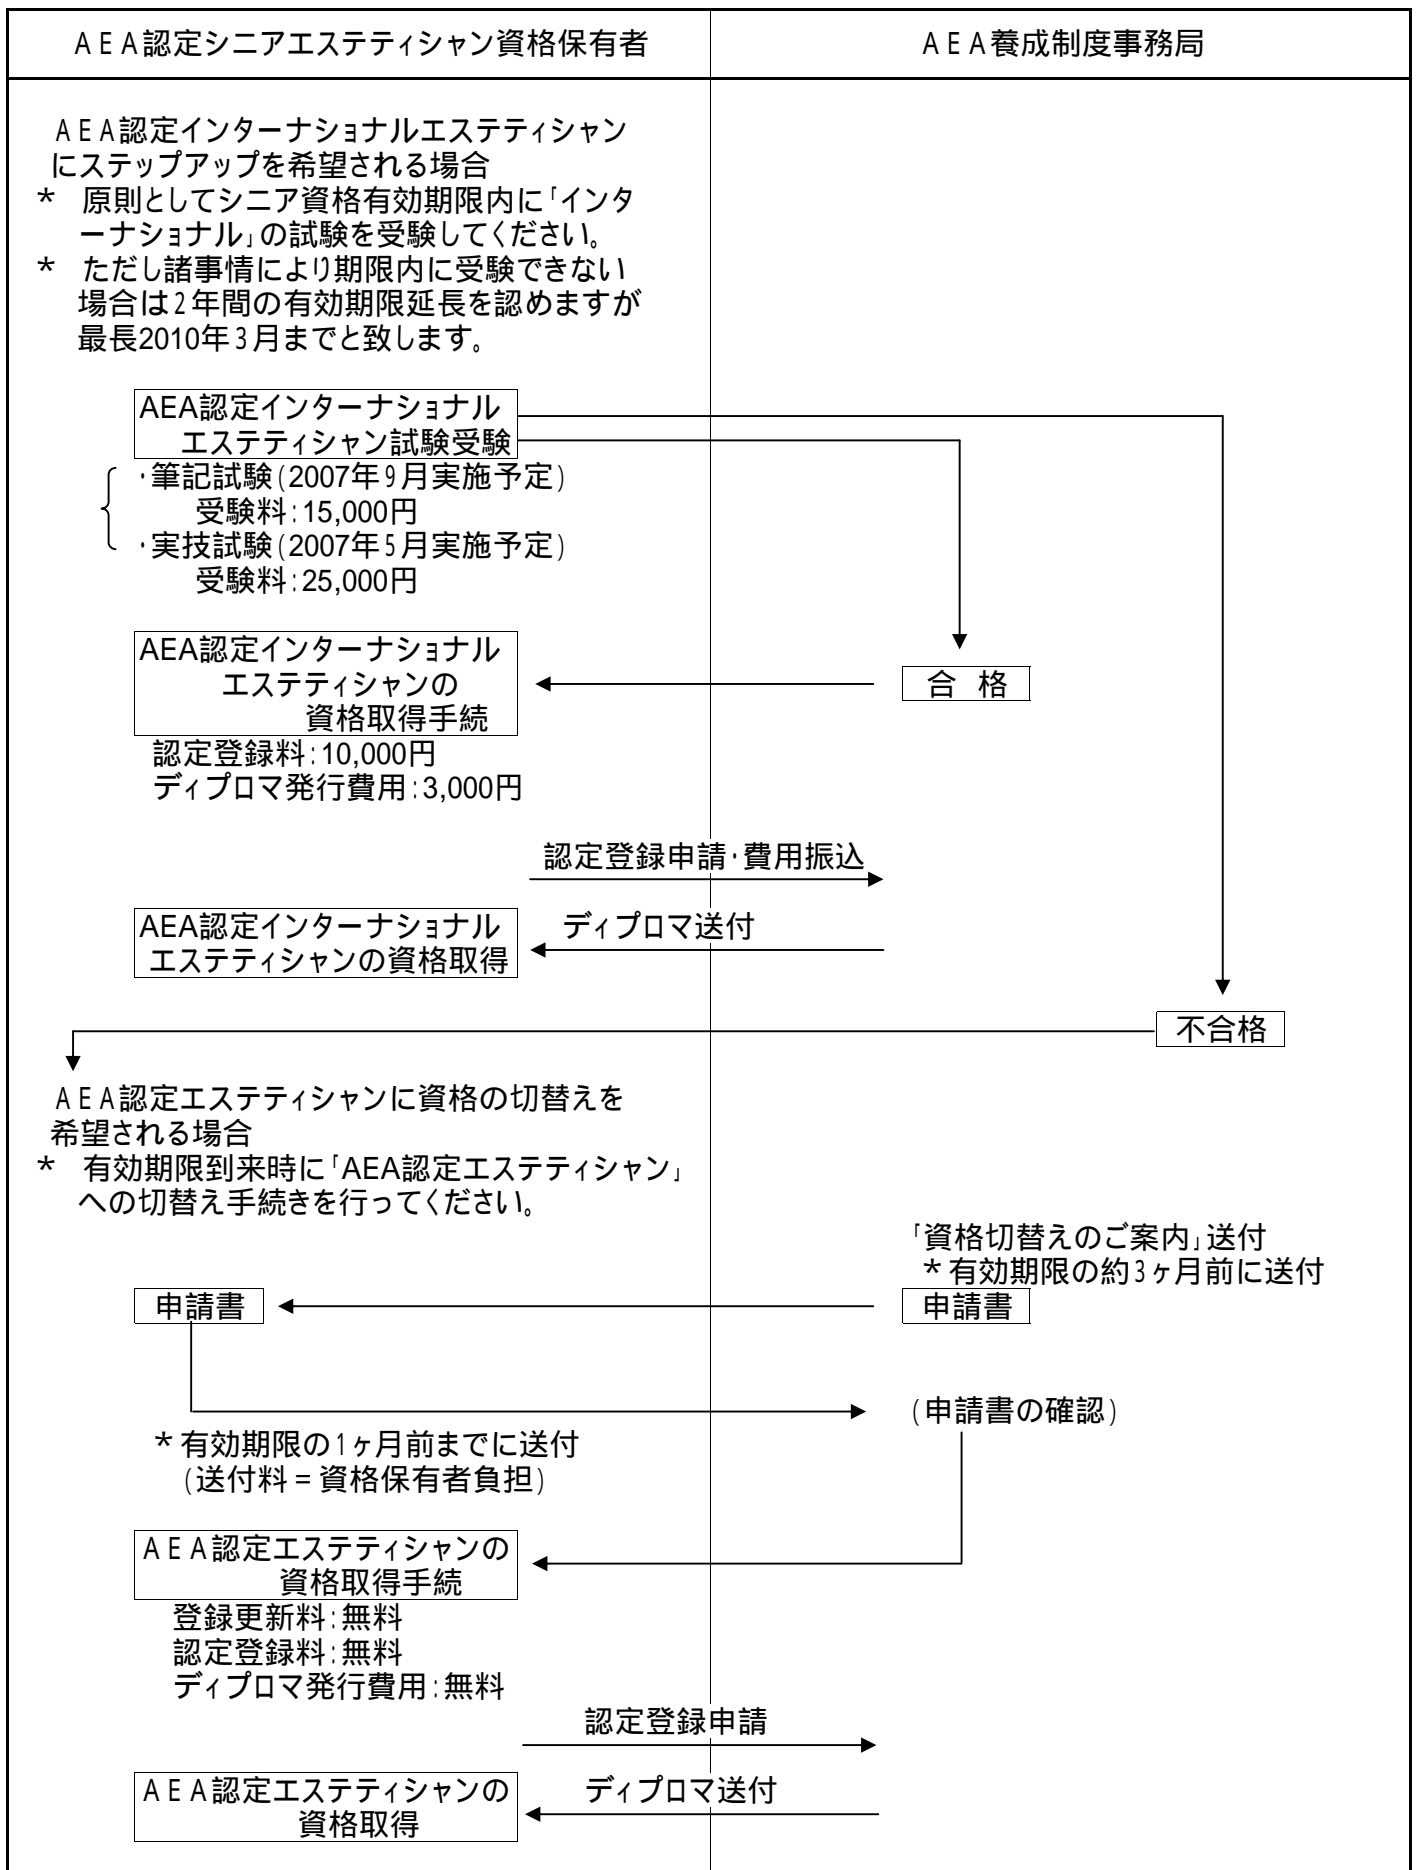 AEA認定シニアエステティシャン資格保有者
AEA養成制度事務局
AEA認定インターナショナルエステティシャン
にステップアップを希望される場合
* 原則としてシニア資格有効期限内に「インタ
ーナショナル」の試験を受験してください。
* ただし諸事情により期限内に受験できない
場合は2年間の有効期限延長を認めますが
最長2010年3月までと致します。
AEA認定インターナショナル
エステティシャン試験受験
・筆記試験(2007年9月実施予定)
受験料:15,000円
・実技試験(2007年5月実施予定)
受験料:25,000円
AEA認定インターナショナル
エステティシャンの
資格取得手続
合 格
認定登録料:10,000円
ディプロマ発行費用:3,000円
認定登録申請・費用振込
AEA認定インターナショナル
エステティシャンの資格取得
ディプロマ送付
不合格
AEA認定エステティシャンに資格の切替えを
希望される場合
* 有効期限到来時に「AEA認定エステティシャン」
への切替え手続きを行ってください。
「資格切替えのご案内」送付
*有効期限の約3ヶ月前に送付
申請書
申請書
(申請書の確認)
*有効期限の1ヶ月前までに送付
(送付料=資格保有者負担)
AEA認定エステティシャンの
資格取得手続
登録更新料:無料
認定登録料:無料
ディプロマ発行費用:無料
認定登録申請
AEA認定エステティシャンの
資格取得
ディプロマ送付